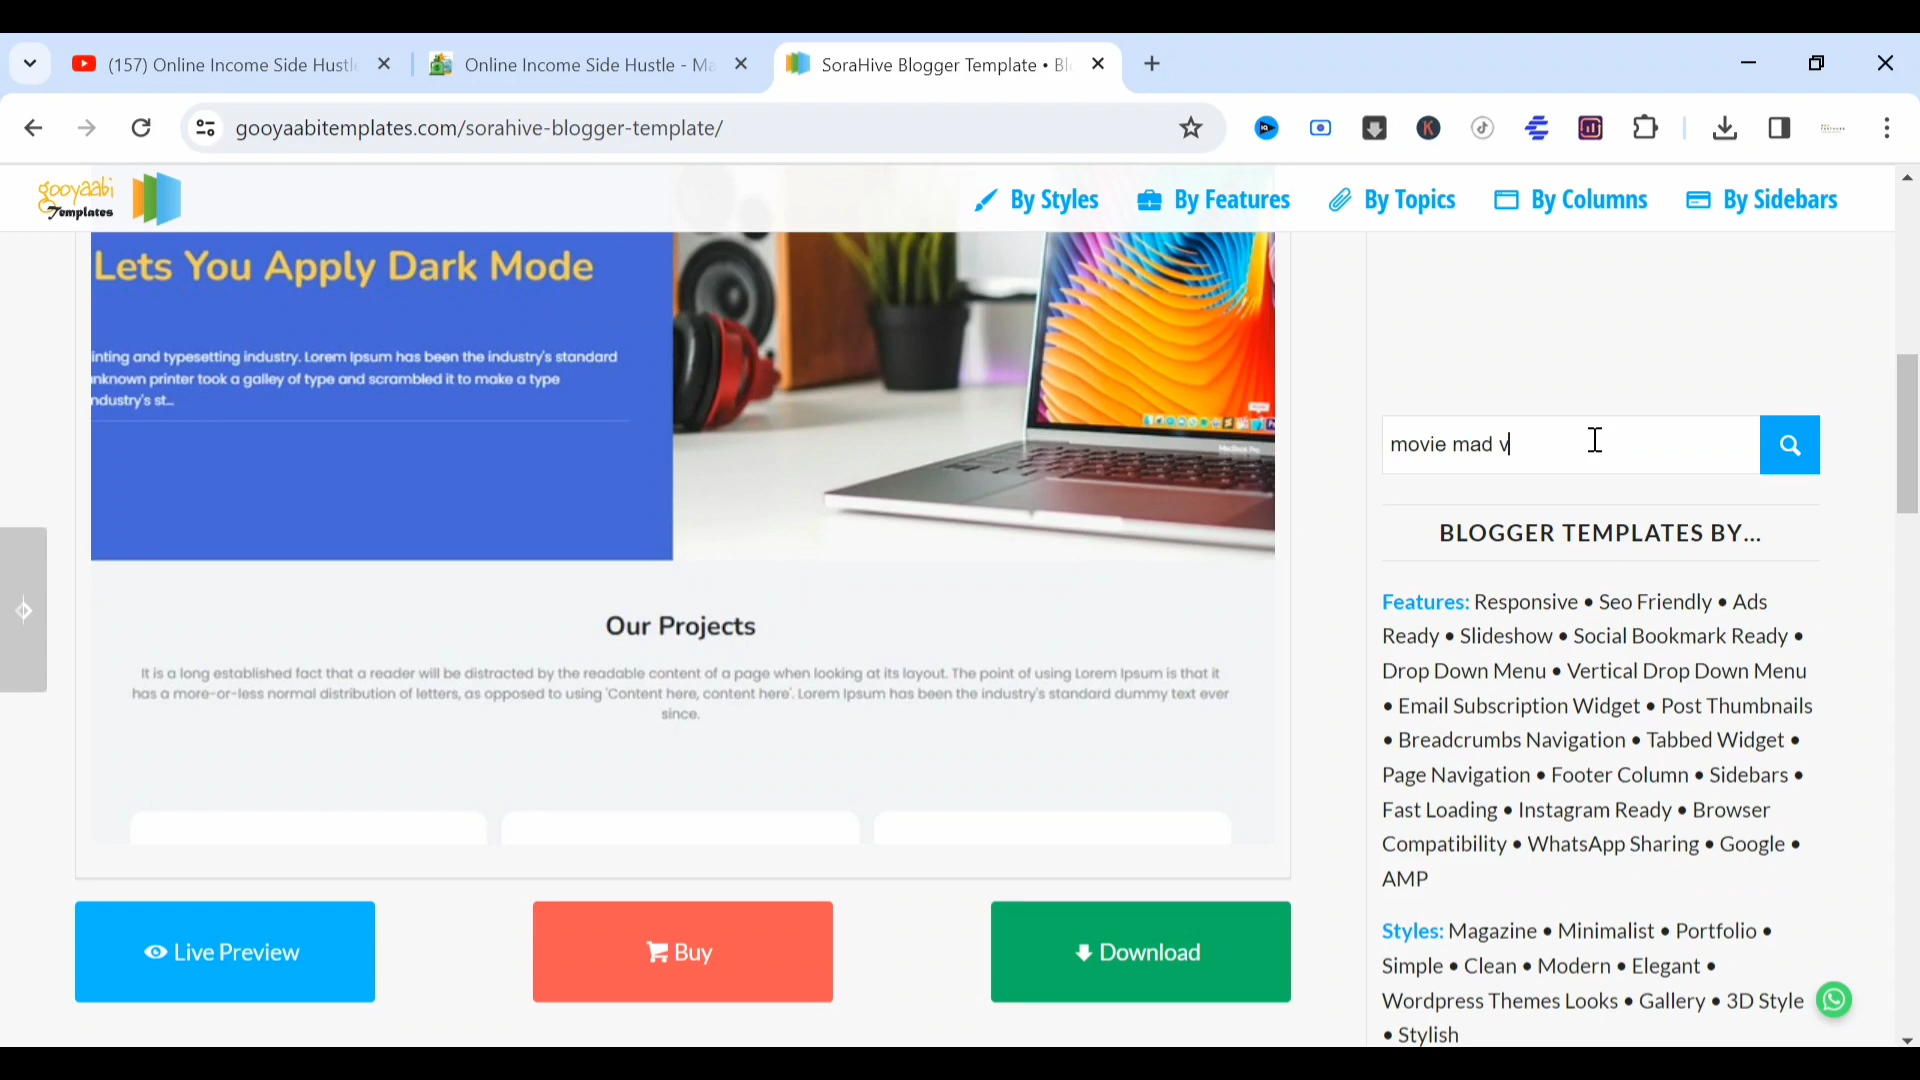 (157) Online Income Side Hustle
Online Income Side Hustle - Ma
SoraHive Blogger Template • Bl
gooyaabitemplates.com/sorahive-blogger-template/
gooyaabi
Templates
By Styles
By Features
By Topics
By Columns
By Sidebars
Lets You Apply Dark Mode
inting and typesetting industry. Lorem Ipsum has been the industry's standard
unknown printer took a galley of type and scrambled it to make a type
ndustry's st...
movie mad v
BLOGGER TEMPLATES BY...
Features: Responsive • Seo Friendly • Ads
Ready • Slideshow • Social Bookmark Ready •
Drop Down Menu • Vertical Drop Down Menu
• Email Subscription Widget • Post Thumbnails
• Breadcrumbs Navigation • Tabbed Widget •
Page Navigation • Footer Column • Sidebars •
Fast Loading • Instagram Ready • Browser
Compatibility • WhatsApp Sharing • Google •
AMP
Styles: Magazine • Minimalist • Portfolio •
Simple • Clean • Modern • Elegant •
Wordpress Themes Looks • Gallery • 3D Style
• Stylish
Our Projects
It is a long established fact that a reader will be distracted by the readable content of a page when looking at its layout. The point of using Lorem Ipsum is that it
has a more-or-less normal distribution of letters, as opposed to using 'Content here, content here'. Lorem Ipsum has been the industry's standard dummy text ever
since.
Live Preview
Buy
Download